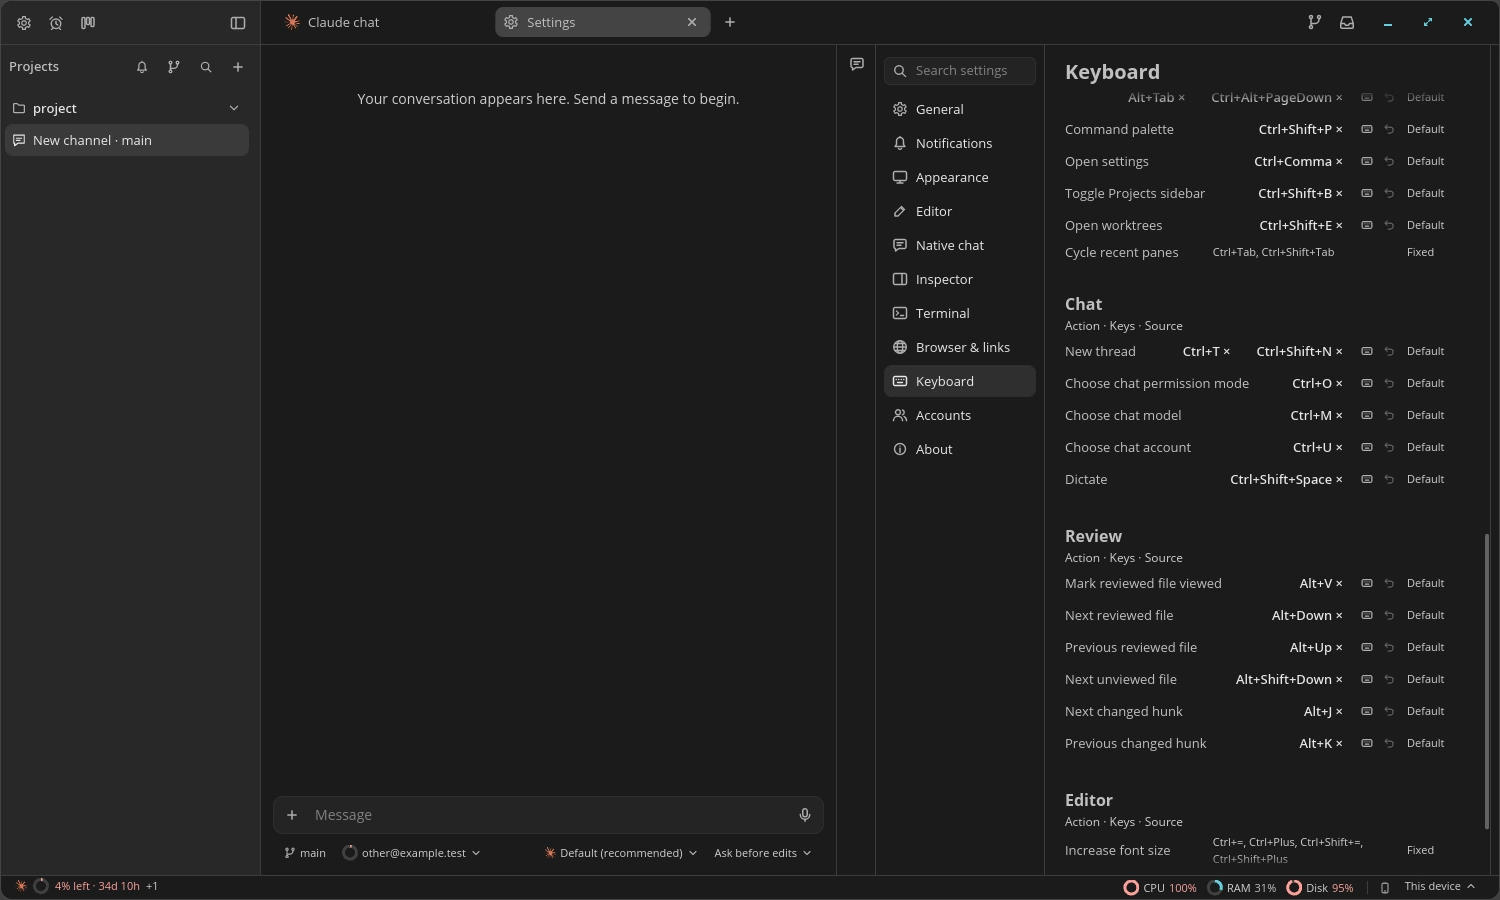 Claude chat
Settings
Projects
project
New channel · main
Your conversation appears here. Send a message to begin.
Message
main
other@example.test
Default (recommended)
Ask before edits
Search settings
General
Notifications
Appearance
Editor
Native chat
Inspector
Terminal
Browser & links
Keyboard
Accounts
About
Keyboard
Alt+Tab × Ctrl+Alt+PageDown × Default
Command palette Ctrl+Shift+P × Default
Open settings Ctrl+Comma × Default
Toggle Projects sidebar Ctrl+Shift+B × Default
Open worktrees Ctrl+Shift+E × Default
Cycle recent panes Ctrl+Tab, Ctrl+Shift+Tab Fixed
Chat
Action · Keys · Source
New thread Ctrl+T × Ctrl+Shift+N × Default
Choose chat permission mode Ctrl+O × Default
Choose chat model Ctrl+M × Default
Choose chat account Ctrl+U × Default
Dictate Ctrl+Shift+Space × Default
Review
Action · Keys · Source
Mark reviewed file viewed Alt+V × Default
Next reviewed file Alt+Down × Default
Previous reviewed file Alt+Up × Default
Next unviewed file Alt+Shift+Down × Default
Next changed hunk Alt+J × Default
Previous changed hunk Alt+K × Default
Editor
Action · Keys · Source
Increase font size Ctrl+=, Ctrl+Plus, Ctrl+Shift+=, Fixed
Ctrl+Shift+Plus
4% left · 34d 10h +1
CPU 100% RAM 31% Disk 95% This device